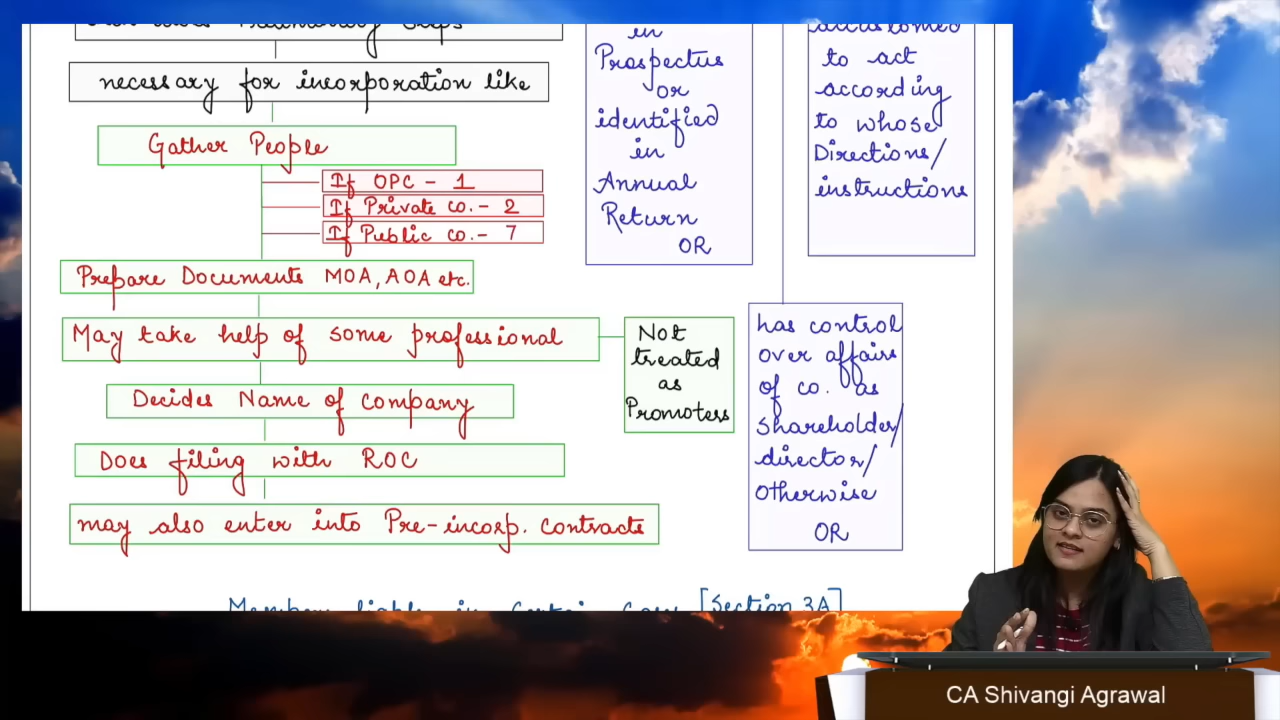 necessary for incorporation like
Gather People
If OPC - 1
If Private co. - 2
If Public co. - 7
Prepare Documents MOA, AOA etc.
May take help of some professional
Not
treated
as
Promoters
Decides Name of company
Does filing with ROC
may also enter into Pre-incorp. contracts
in
Prospectus
or
identified
in
Annual
Return
OR
accustomed
to act
according
to whose
Directions/
instructions
has control
over affairs
of co. as
shareholder/
director/
otherwise
OR
[Section 3A]
CA Shivangi Agrawal